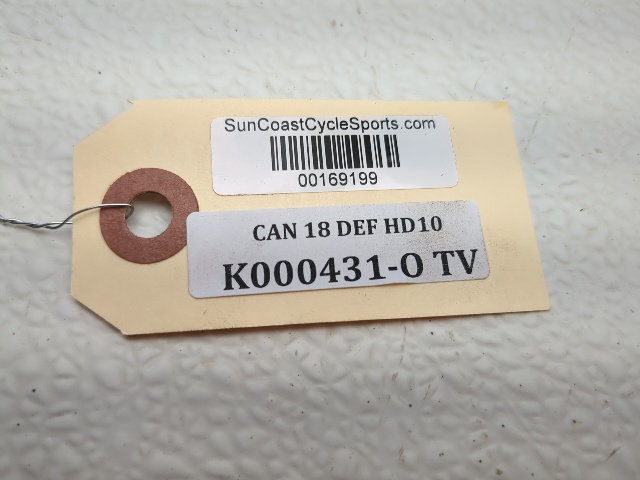 SunCoastCycleSports.com
00169199
CAN 18 DEF HD10
K000431-O TV